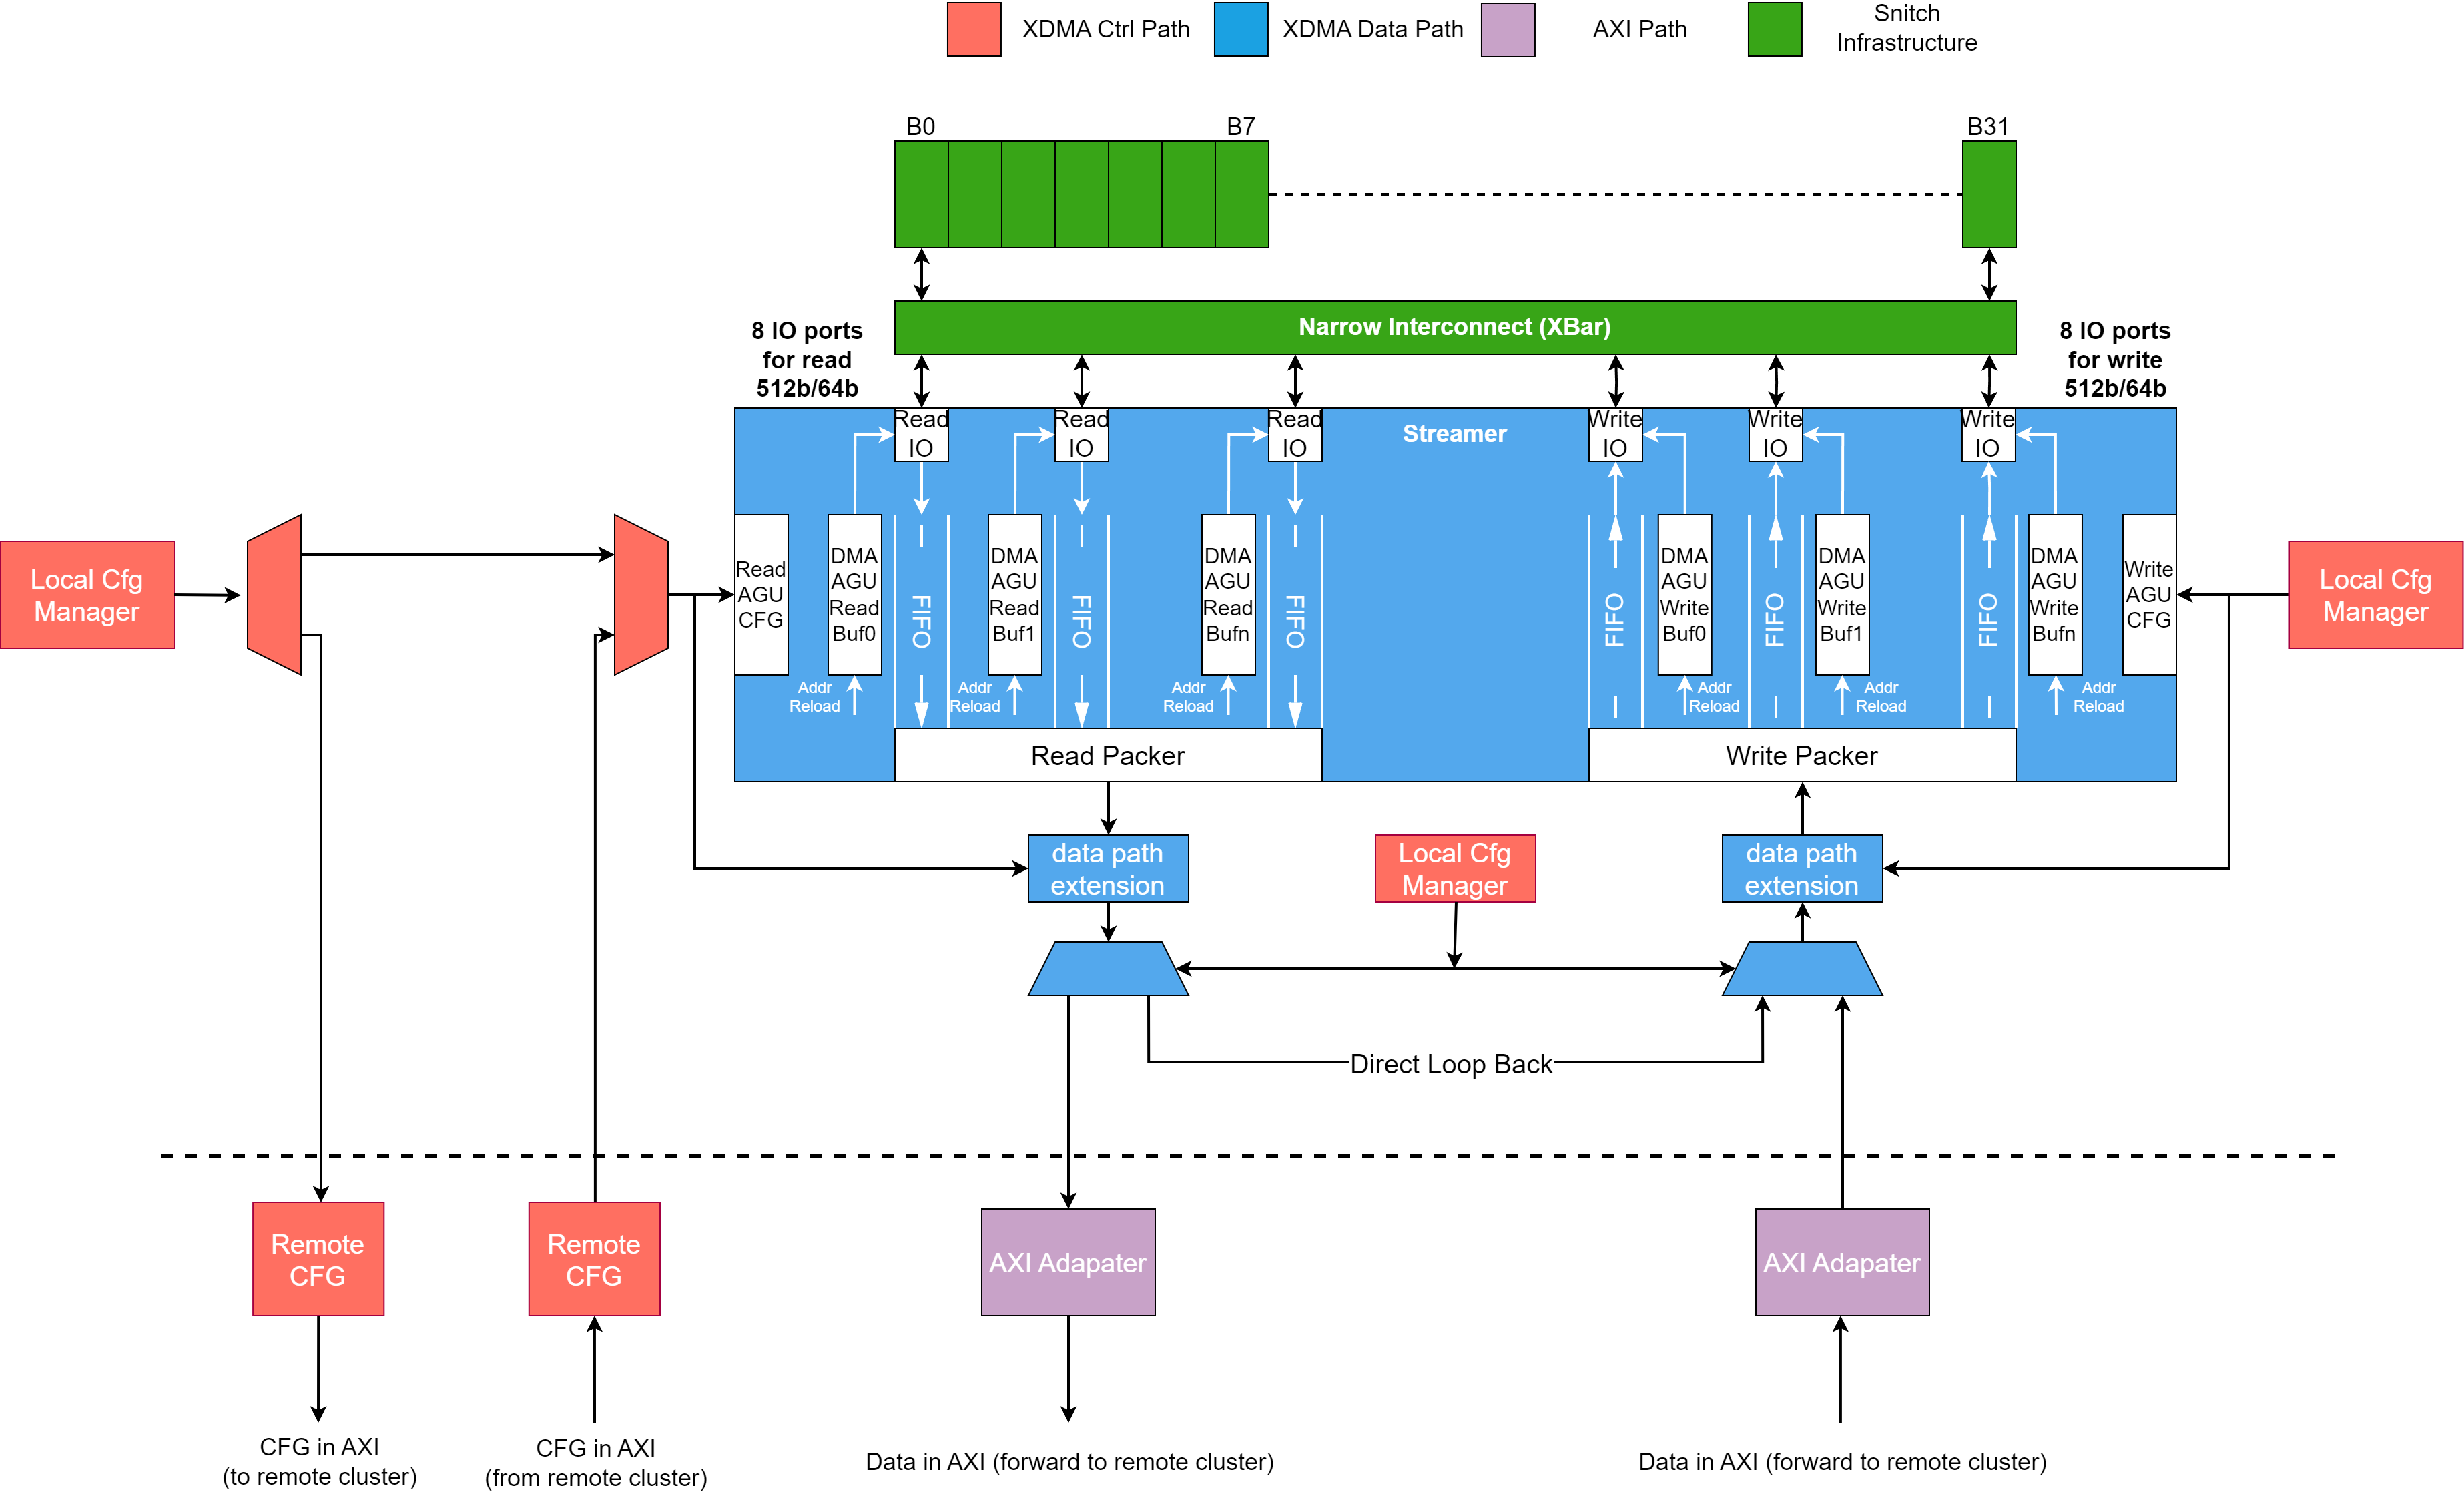 XDMA Ctrl Path
XDMA Data Path
AXI Path
Snitch
Infrastructure
B0
B7
B31
Narrow Interconnect (XBar)
8 IO ports
for read
512b/64b
8 IO ports
for write
512b/64b
Streamer
Read
IO
Read
IO
Read
IO
Write
IO
Write
IO
Write
IO
Local Cfg
Manager
Read
AGU
CFG
DMA
AGU
Read
Buf0
FIFO
DMA
AGU
Read
Buf1
FIFO
DMA
AGU
Read
Bufn
FIFO
FIFO
DMA
AGU
Write
Buf0
FIFO
DMA
AGU
Write
Buf1
FIFO
DMA
AGU
Write
Bufn
Write
AGU
CFG
Local Cfg
Manager
Addr
Reload
Addr
Reload
Addr
Reload
Addr
Reload
Addr
Reload
Addr
Reload
Read Packer
Write Packer
data path
extension
Local Cfg
Manager
data path
extension
Direct Loop Back
Remote
CFG
Remote
CFG
AXI Adapater
AXI Adapater
CFG in AXI
(to remote cluster)
CFG in AXI
(from remote cluster)
Data in AXI (forward to remote cluster)
Data in AXI (forward to remote cluster)